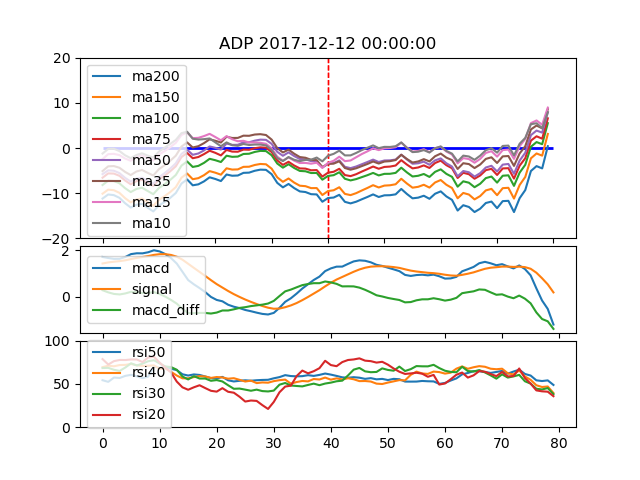 ADP 2017-12-12 00:00:00
20
10
0
−10
−20
ma200
ma150
ma100
ma75
ma50
ma35
ma15
ma10
2
0
macd
signal
macd_diff
100
50
0
rsi50
rsi40
rsi30
rsi20
0 10 20 30 40 50 60 70 80